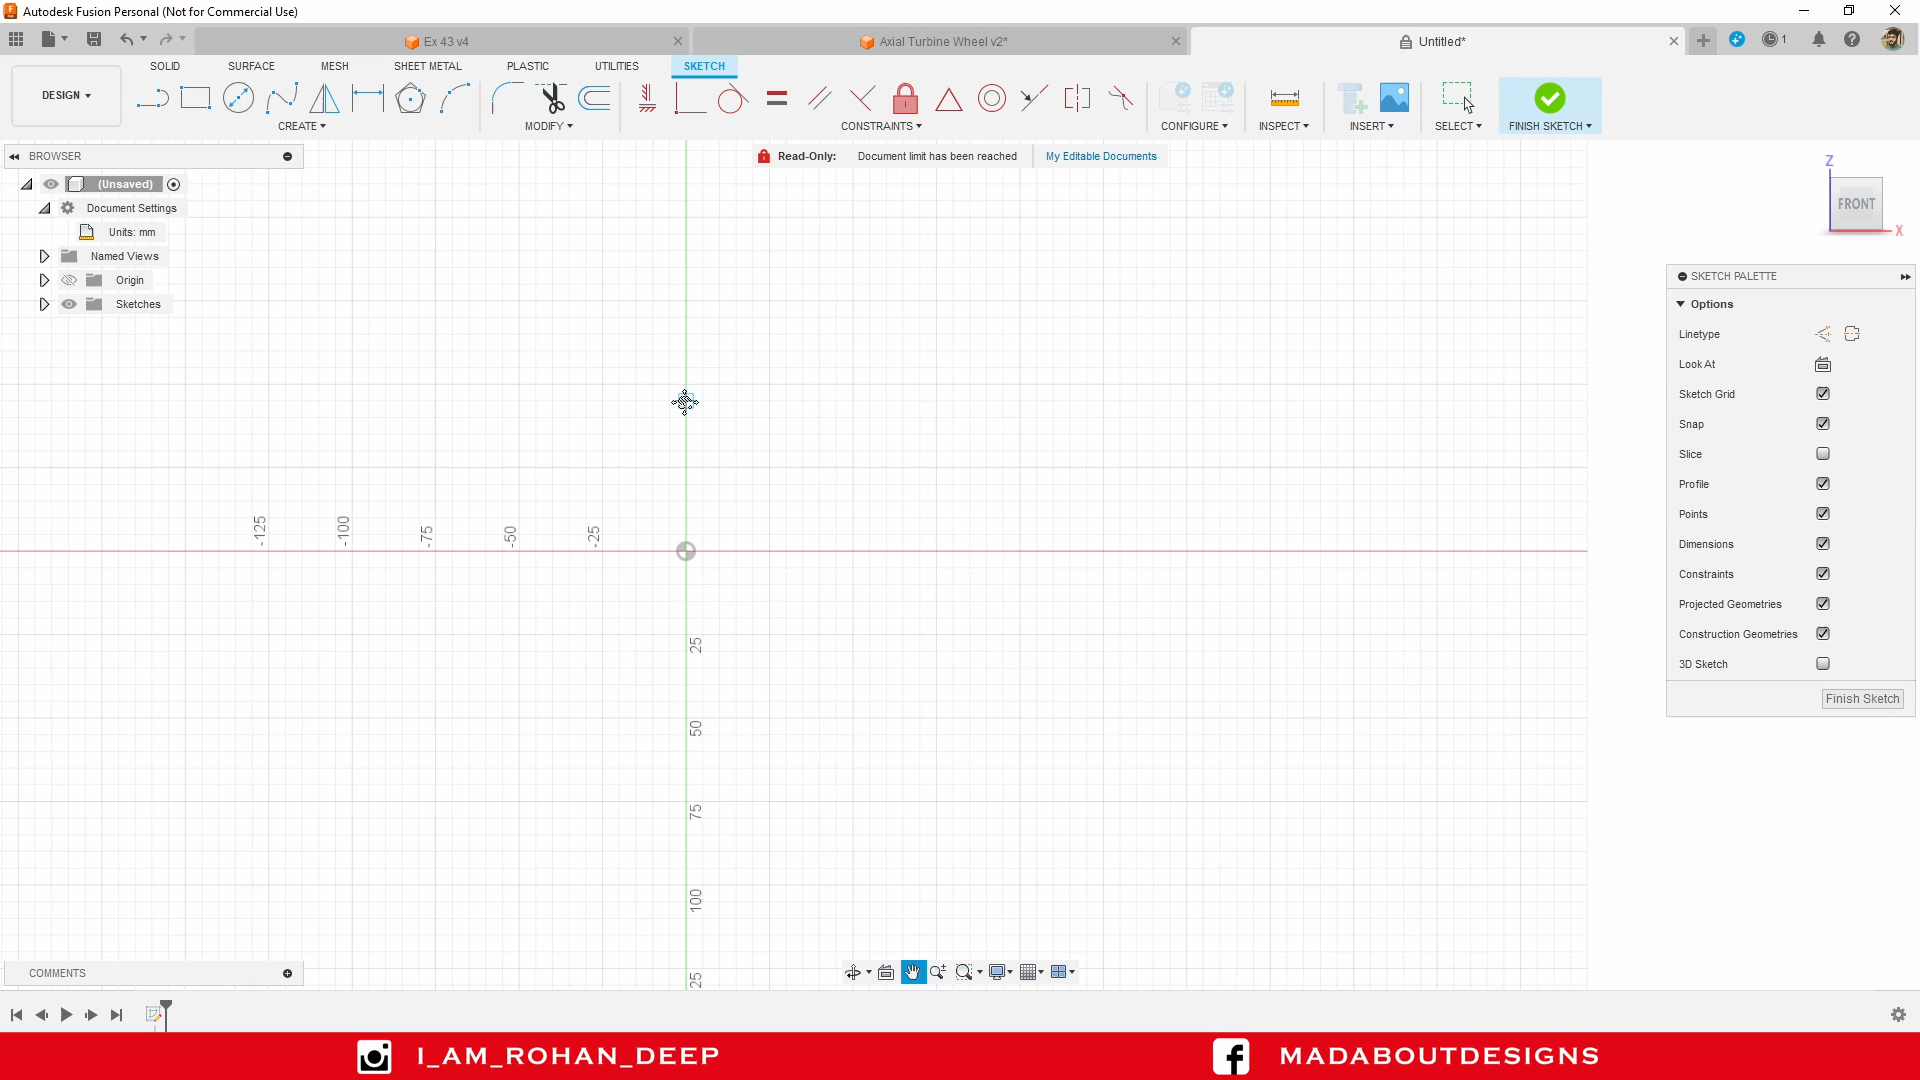 Autodesk Fusion Personal (Not for Commercial Use)
Ex 43 v4
Axial Turbine Wheel v2*
Untitled*
1
DESIGN
SOLID
SURFACE
MESH
SHEET METAL
PLASTIC
UTILITIES
SKETCH
CREATE
MODIFY
CONSTRAINTS
CONFIGURE
INSPECT
INSERT
SELECT
FINISH SKETCH
BROWSER
Read-Only: Document limit has been reached My Editable Documents
(Unsaved)
Document Settings
Units: mm
Named Views
Origin
Sketches
Z
FRONT
X
SKETCH PALETTE
Options
Linetype
Look At
Sketch Grid
Snap
Slice
Profile
Points
Dimensions
Constraints
Projected Geometries
Construction Geometries
3D Sketch
Finish Sketch
-125
-100
-75
-50
-25
25
50
75
100
25
COMMENTS
I_AM_ROHAN_DEEP
MADABOUTDESIGNS